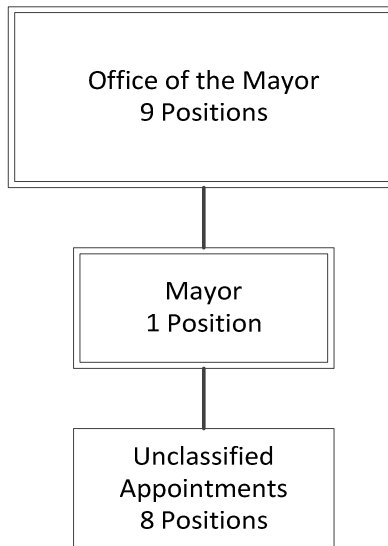 Office of the Mayor
9 Positions
Mayor
1 Position
Unclassified
Appointments
8 Positions